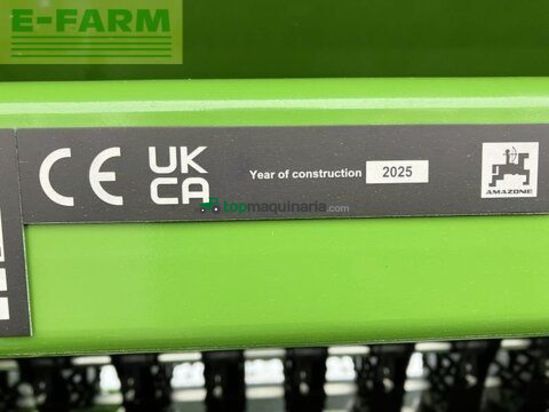 E-FARM
CE
UK
CA
Year of construction 2025
AMAZONE
topmaquinaria.com